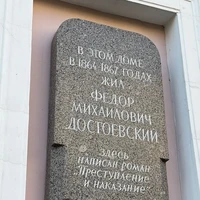 В ЭТОМ ДОМЕ
В 1864-1867 ГОДАХ
ЖИЛ
ФЕДОР
МИХАЙЛОВИЧ
ДОСТОЕВСКИЙ
ЗДЕСЬ
НАПИСАН РОМАН
"ПРЕСТУПЛЕНИЕ
И НАКАЗАНИЕ"